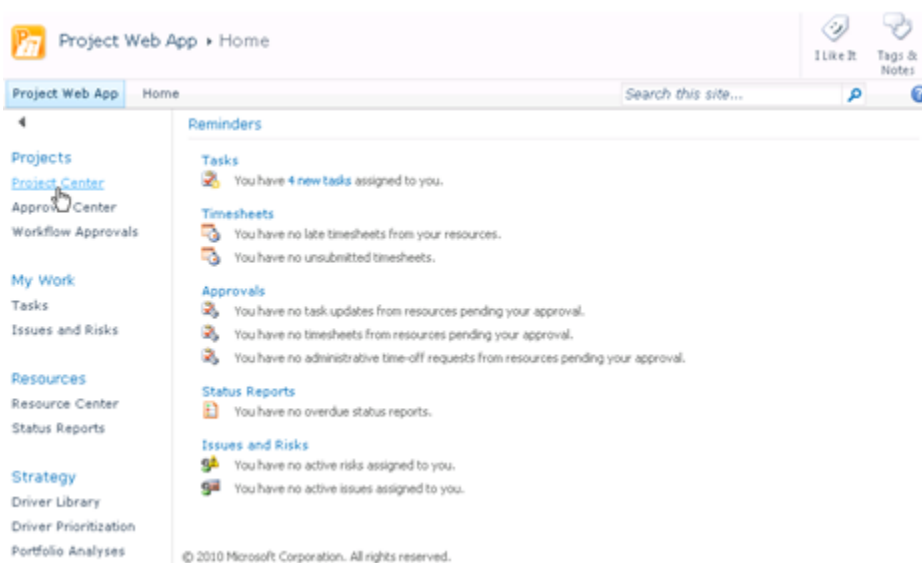 Project Web App ▸ Home
I Like It
Tags & Notes
Project Web App
Home
Search this site...
Reminders
Projects
Project Center
Approval Center
Workflow Approvals
My Work
Tasks
Issues and Risks
Resources
Resource Center
Status Reports
Strategy
Driver Library
Driver Prioritization
Portfolio Analyses
Tasks
You have 4 new tasks assigned to you.
Timesheets
You have no late timesheets from your resources.
You have no unsubmitted timesheets.
Approvals
You have no task updates from resources pending your approval.
You have no timesheets from resources pending your approval.
You have no administrative time-off requests from resources pending your approval.
Status Reports
You have no overdue status reports.
Issues and Risks
You have no active risks assigned to you.
You have no active issues assigned to you.
© 2010 Microsoft Corporation. All rights reserved.